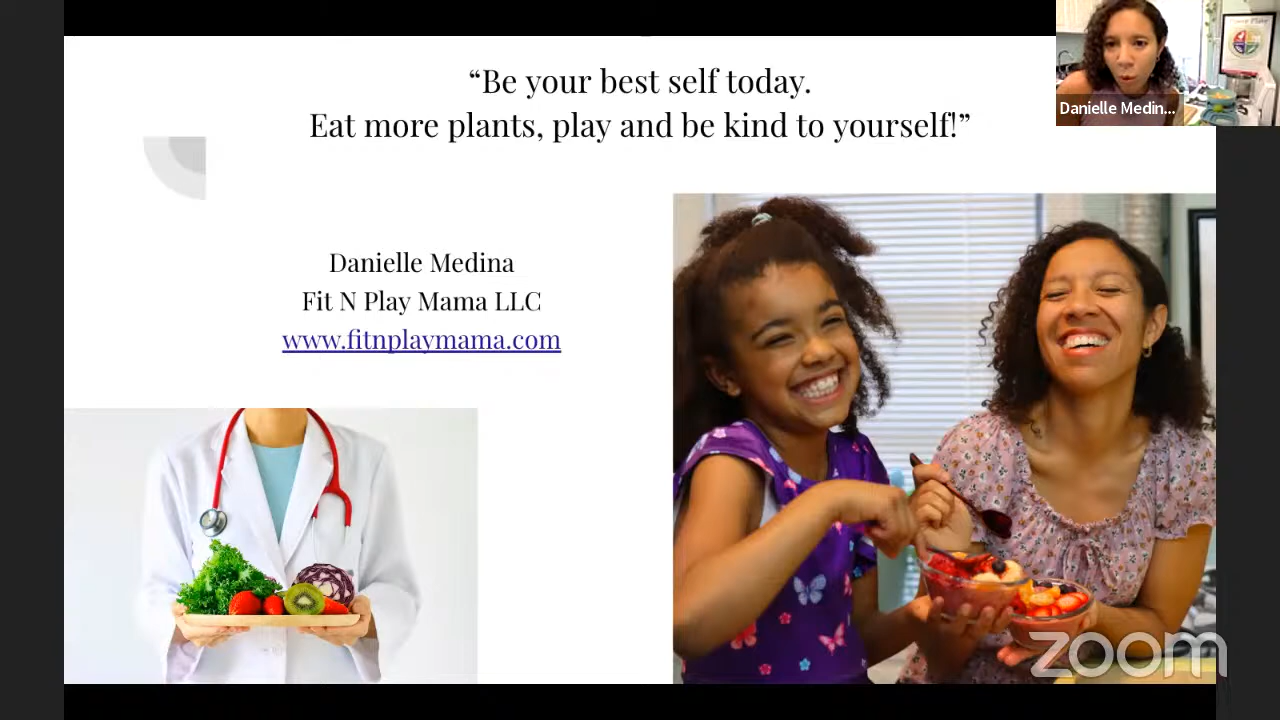 “Be your best self today.
Eat more plants, play and be kind to yourself!”
Danielle Medin...
Danielle Medina
Fit N Play Mama LLC
www.fitnplaymama.com
zoom